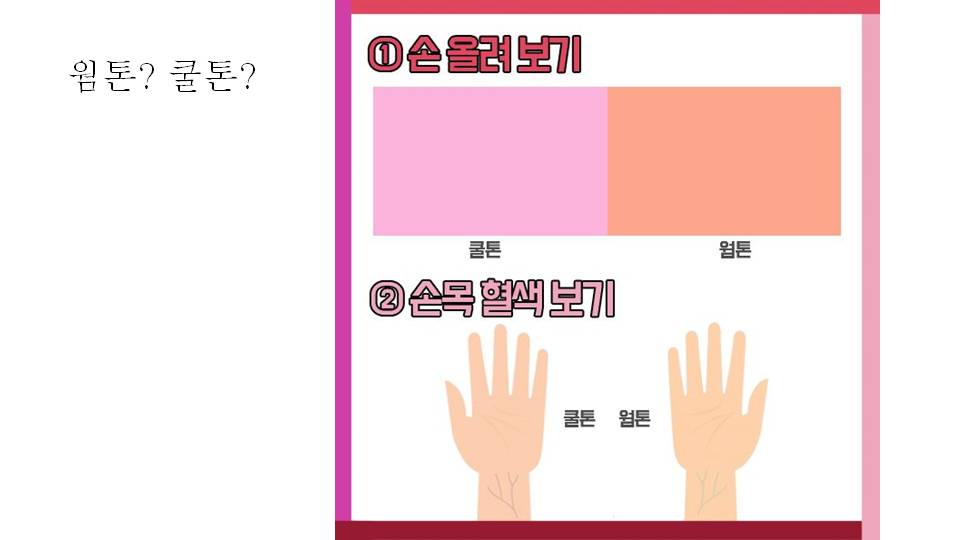 웜톤? 쿨톤?
① 손 올려 보기
쿨톤 웜톤
② 손목 혈색 보기
쿨톤 웜톤